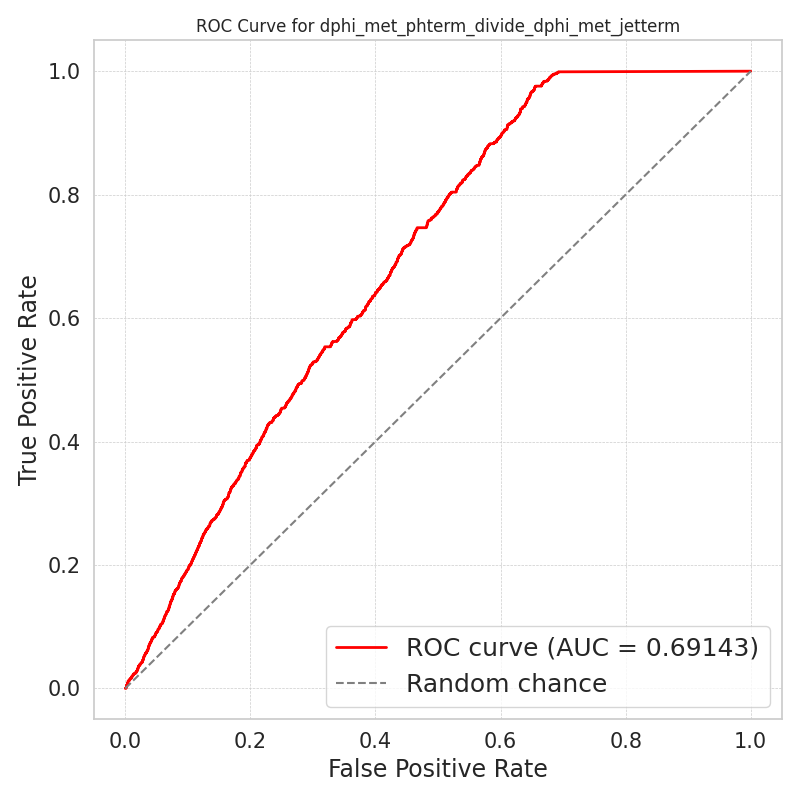 ROC Curve for dphi_met_phterm_divide_dphi_met_jetterm
True Positive Rate
1.0
0.8
0.6
0.4
0.2
0.0
ROC curve (AUC = 0.69143)
Random chance
0.0 0.2 0.4 0.6 0.8 1.0
False Positive Rate